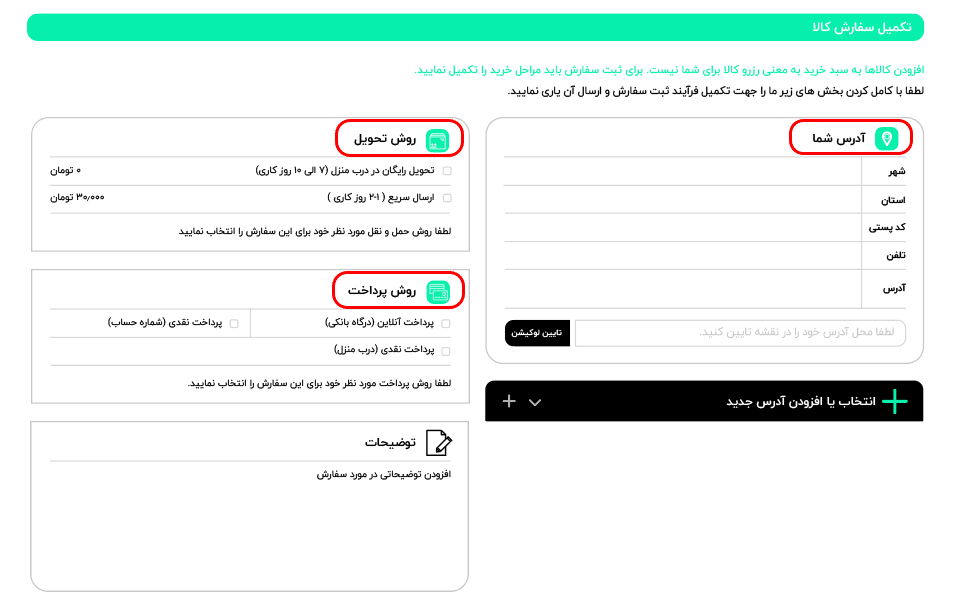 تکمیل سفارش کالا
افزودن کالاها به سبد خرید به معنی رزرو کالا برای شما نیست. برای ثبت سفارش باید مراحل خرید را تکمیل نمایید.
لطفا با کامل کردن بخش های زیر ما را جهت تکمیل فرآیند ثبت سفارش و ارسال آن یاری نمایید.
آدرس شما
شهر
استان
کد پستی
تلفن
آدرس
لطفا محل آدرس خود را در نقشه تایین کنید.
تایین لوکیشن
انتخاب یا افزودن آدرس جدید
روش تحویل
تحویل رایگان در درب منزل (۷ الی ۱۰ روز کاری) ۰ تومان
ارسال سریع ( ۱-۲ روز کاری ) ۳۰٫۰۰۰ تومان
لطفا روش حمل و نقل مورد نظر خود برای این سفارش را انتخاب نمایید
روش پرداخت
پرداخت آنلاین (درگاه بانکی) پرداخت نقدی (شماره حساب)
پرداخت نقدی (درب منزل)
لطفا روش پرداخت مورد نظر خود برای این سفارش را انتخاب نمایید.
توضیحات
افزودن توضیحاتی در مورد سفارش